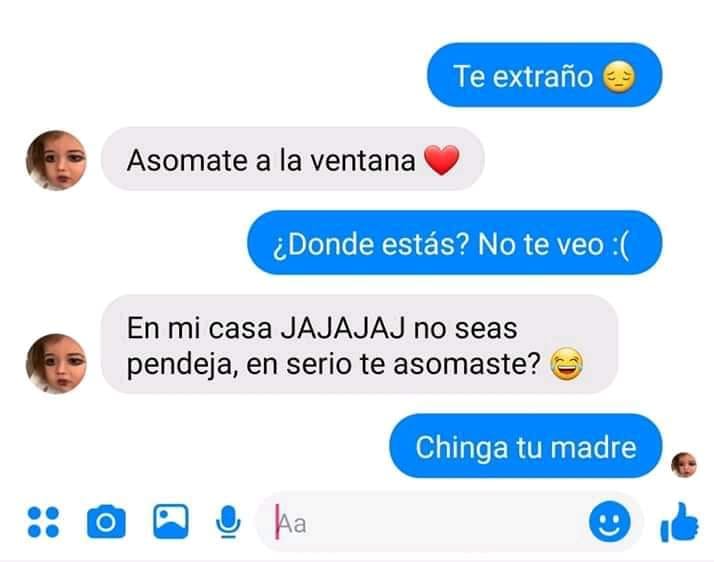 Te extraño 😔
Asomate a la ventana ❤️
¿Donde estás? No te veo :(
En mi casa JAJAJAJ no seas
pendeja, en serio te asomaste? 😂
Chinga tu madre
Aa